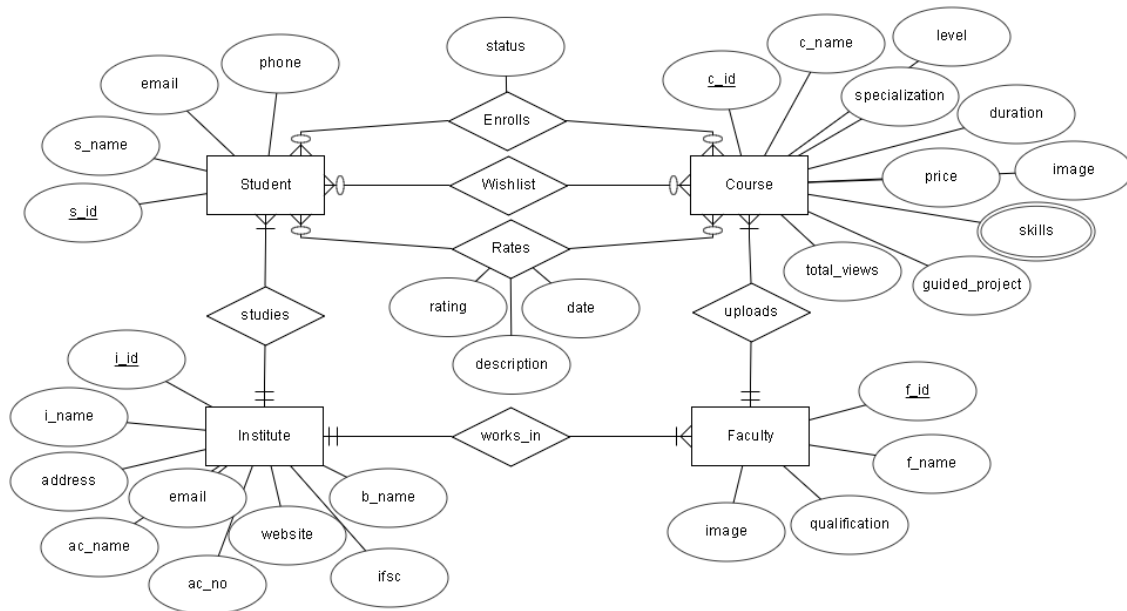 status
c_name
level
phone
email
c_id
specialization
Enrolls
duration
s_name
Student
Wishlist
Course
price
image
s_id
skills
Rates
total_views
guided_project
rating
date
studies
uploads
description
i_id
f_id
i_name
Institute
works_in
Faculty
f_name
address
email
b_name
image
qualification
ac_name
website
ac_no
ifsc